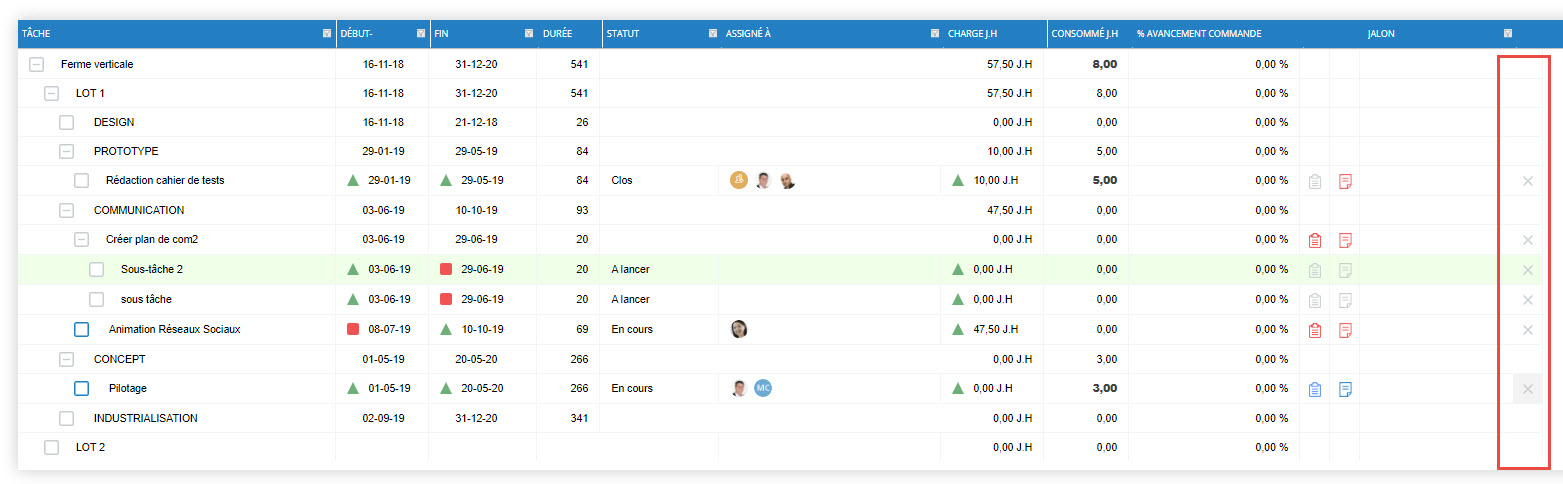 TÂCHE DÉBUT- FIN DURÉE STATUT ASSIGNÉ À CHARGE J.H CONSOMMÉ J.H % AVANCEMENT COMMANDE JALON
Ferme verticale 16-11-18 31-12-20 541 57,50 J.H 8,00 0,00 %
LOT 1 16-11-18 31-12-20 541 57,50 J.H 8,00 0,00 %
DESIGN 16-11-18 21-12-18 26 0,00 J.H 0,00 0,00 %
PROTOTYPE 29-01-19 29-05-19 84 10,00 J.H 5,00 0,00 %
Rédaction cahier de tests 29-01-19 29-05-19 84 Clos 10,00 J.H 5,00 0,00 %
COMMUNICATION 03-06-19 10-10-19 93 47,50 J.H 0,00 0,00 %
Créer plan de com2 03-06-19 29-06-19 20 0,00 J.H 0,00 0,00 %
Sous-tâche 2 03-06-19 29-06-19 20 A lancer 0,00 J.H 0,00 0,00 %
sous tâche 03-06-19 29-06-19 20 A lancer 0,00 J.H 0,00 0,00 %
Animation Réseaux Sociaux 08-07-19 10-10-19 69 En cours 47,50 J.H 0,00 0,00 %
CONCEPT 01-05-19 20-05-20 266 0,00 J.H 3,00 0,00 %
Pilotage 01-05-19 20-05-20 266 En cours MC 0,00 J.H 3,00 0,00 %
INDUSTRIALISATION 02-09-19 31-12-20 341 0,00 J.H 0,00 0,00 %
LOT 2 0,00 J.H 0,00 0,00 %